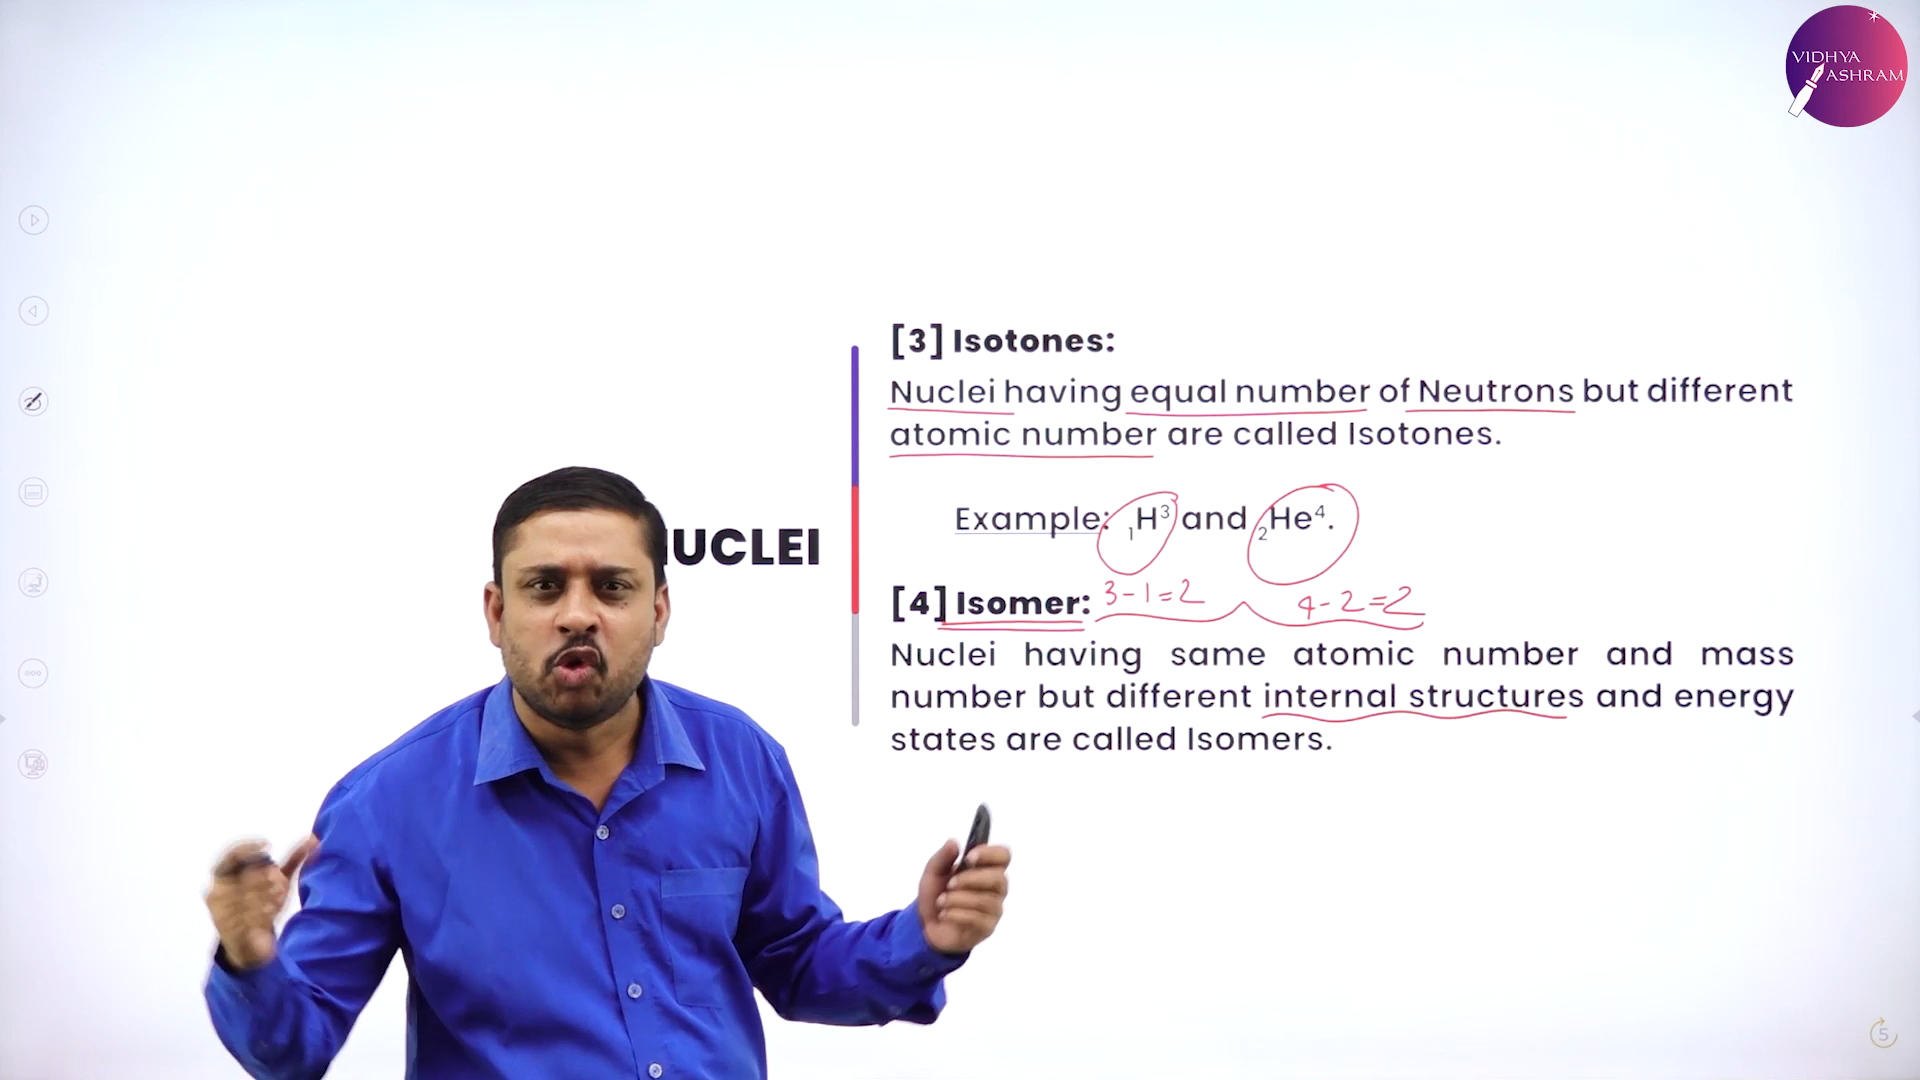 VIDHYA
ASHRAM
[3] Isotones:
Nuclei having equal number of Neutrons but different
atomic number are called Isotones.
Example: ₁H³ and ₂He⁴.
UCLEI
[4] Isomer: 3-1=2 4-2=2
Nuclei having same atomic number and mass
number but different internal structures and energy
states are called Isomers.
5